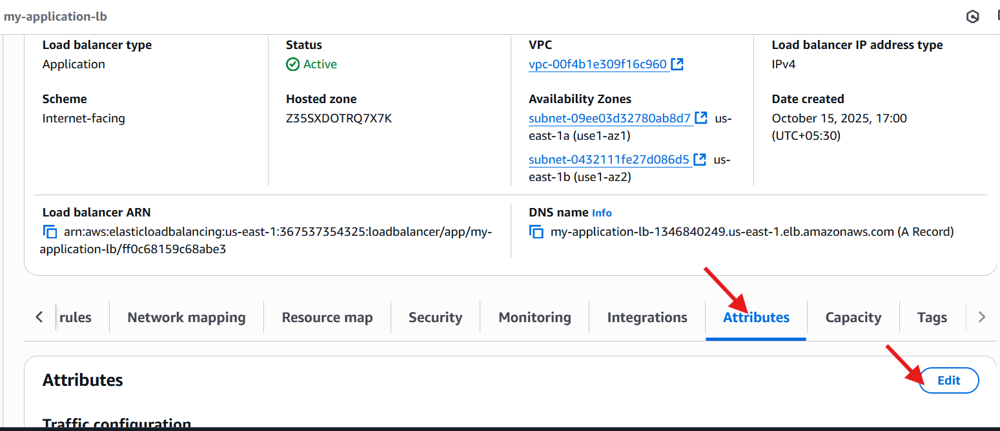 my-application-lb
Load balancer type
Application
Status
Active
VPC
vpc-00f4b1e309f16c960
Load balancer IP address type
IPv4
Scheme
Internet-facing
Hosted zone
Z35SXDOTRQ7X7K
Availability Zones
subnet-09ee03d32780ab8d7 us-
east-1a (use1-az1)
subnet-0432111fe27d086d5 us-
east-1b (use1-az2)
Date created
October 15, 2025, 17:00
(UTC+05:30)
Load balancer ARN
arn:aws:elasticloadbalancing:us-east-1:367537354325:loadbalancer/app/my-
application-lb/ff0c68159c68abe3
DNS name Info
my-application-lb-1346840249.us-east-1.elb.amazonaws.com (A Record)
rules Network mapping Resource map Security Monitoring Integrations Attributes Capacity Tags
Attributes
Edit
Traffic configuration